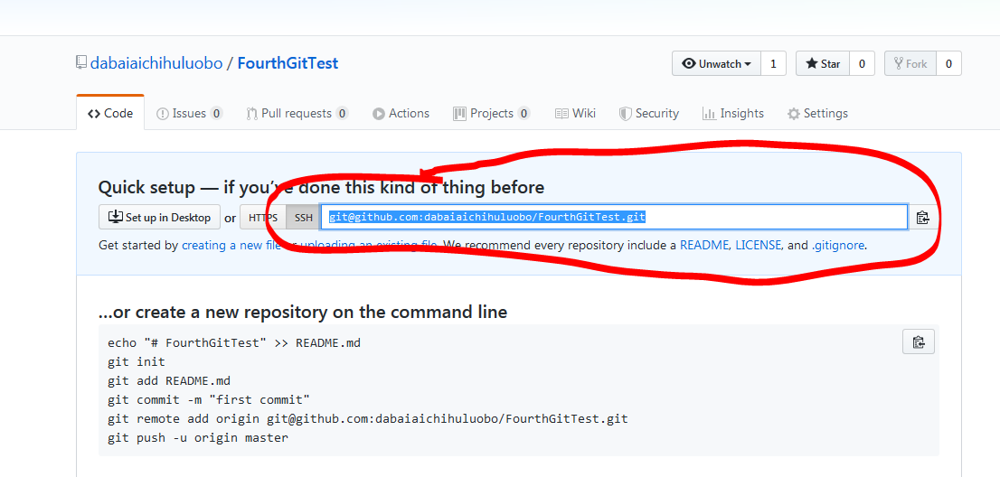 dabaiaichihuluobo / FourthGitTest
Unwatch 1 Star 0 Fork 0
Code Issues 0 Pull requests 0 Actions Projects 0 Wiki Security Insights Settings
Quick setup — if you've done this kind of thing before
Set up in Desktop or HTTPS SSH git@github.com:dabaiaichihuluobo/FourthGitTest.git
Get started by creating a new file or uploading an existing file. We recommend every repository include a README, LICENSE, and .gitignore.
…or create a new repository on the command line
echo "# FourthGitTest" >> README.md
git init
git add README.md
git commit -m "first commit"
git remote add origin git@github.com:dabaiaichihuluobo/FourthGitTest.git
git push -u origin master